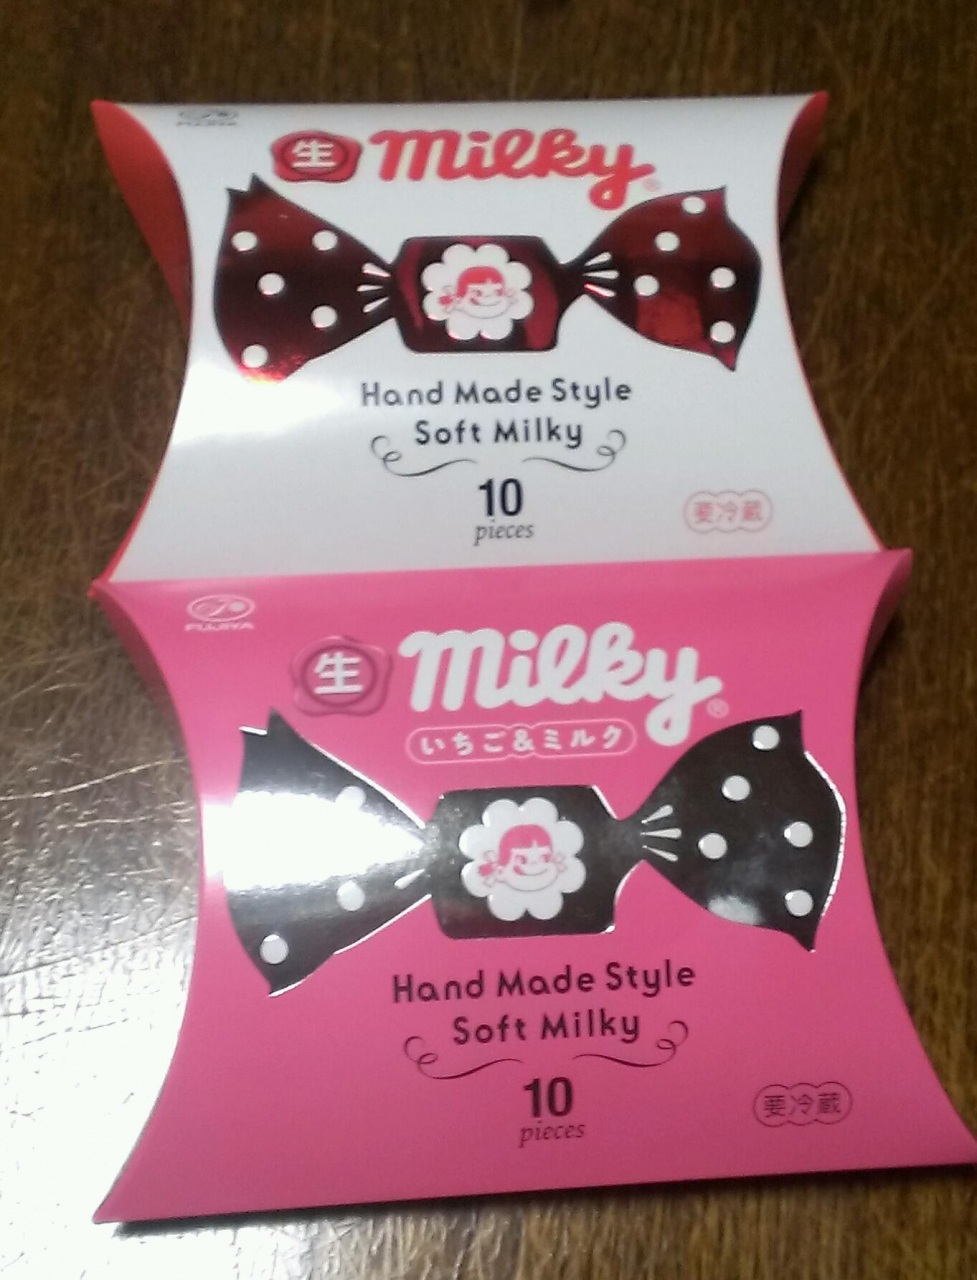 FUJIYA
生 milky®
Hand Made Style
Soft Milky
10
pieces
要冷蔵
FUJIYA
生 milky®
いちご&ミルク
Hand Made Style
Soft Milky
10
pieces
要冷蔵